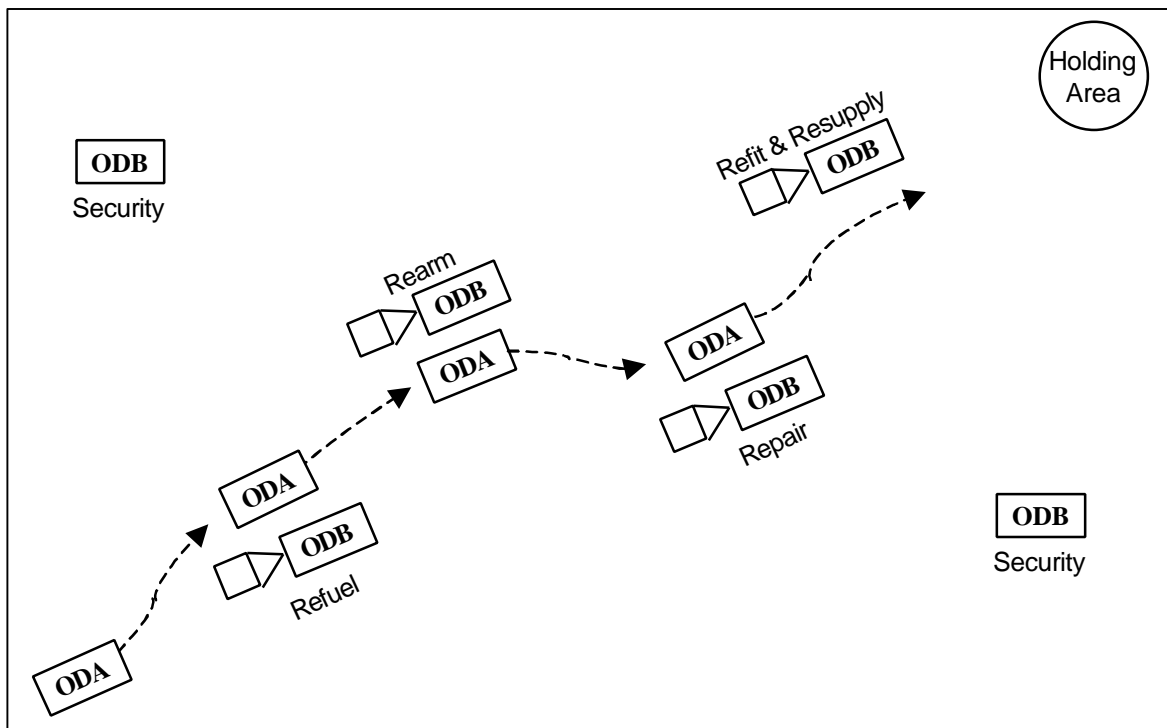 Holding
Area
Refit & Resupply
ODB
ODB
Security
Rearm
ODB
ODA
ODA
ODB
Repair
ODA
ODB
Refuel
ODB
Security
ODA